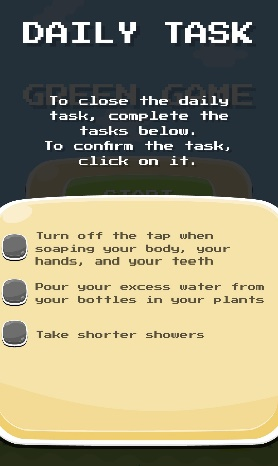 DAILY TASK
GREEN GAME
To close the daily
task, complete the
tasks below.
To confirm the task,
click on it.
START
Turn off the tap when
soaping your body, your
hands, and your teeth
Pour your excess water from
your bottles in your plants
Take shorter showers